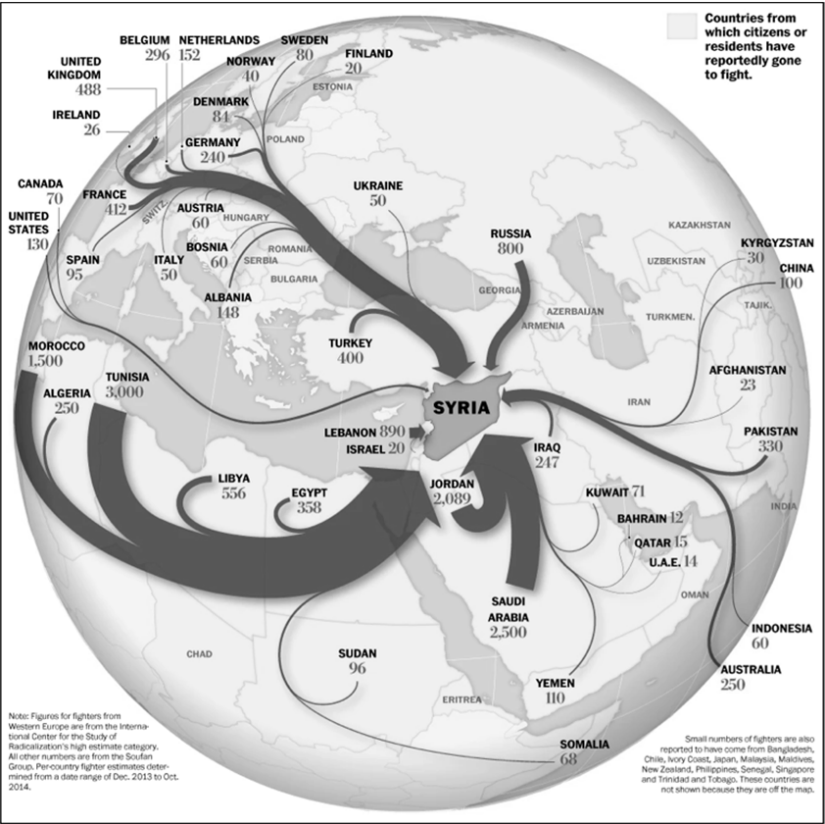 Countries from
which citizens or
residents have
reportedly gone
to fight.
BELGIUM
296
NETHERLANDS
152
SWEDEN
80
NORWAY
40
FINLAND
20
UNITED
KINGDOM
488
ESTONIA
DENMARK
84
IRELAND
26
GERMANY
240
POLAND
CANADA
70
FRANCE
412
SWITZ.
AUSTRIA
60
HUNGARY
UKRAINE
50
UNITED
STATES
130
RUSSIA
800
KAZAKHSTAN
KYRGYZSTAN
30
SPAIN
95
ITALY
50
BOSNIA
60
SERBIA
ROMANIA
UZBEKISTAN
CHINA
100
BULGARIA
GEORGIA
ALBANIA
148
AZERBAIJAN
ARMENIA
TURKMEN.
TAJIK.
MOROCCO
1,500
TURKEY
400
ALGERIA
250
TUNISIA
3,000
AFGHANISTAN
23
SYRIA
IRAN
LEBANON 890
ISRAEL 20
IRAQ
247
PAKISTAN
330
LIBYA
556
EGYPT
358
JORDAN
2,089
KUWAIT 71
BAHRAIN 12
QATAR 15
U.A.E. 14
INDIA
OMAN
SAUDI
ARABIA
2,500
INDONESIA
60
CHAD
SUDAN
96
AUSTRALIA
250
YEMEN
110
ERITREA
SOMALIA
68
Note: Figures for fighters from
Western Europe are from the Interna-
tional Center for the Study of
Radicalization's high estimate category.
All other numbers are from the Soufan
Group. Per-country fighter estimates deter-
mined from a date range of Dec. 2013 to Oct.
2014.
Small numbers of fighters are also
reported to have come from Bangladesh,
Chile, Ivory Coast, Japan, Malaysia, Maldives,
New Zealand, Philippines, Senegal, Singapore
and Trinidad and Tobago. These countries are
not shown because they are off the map.